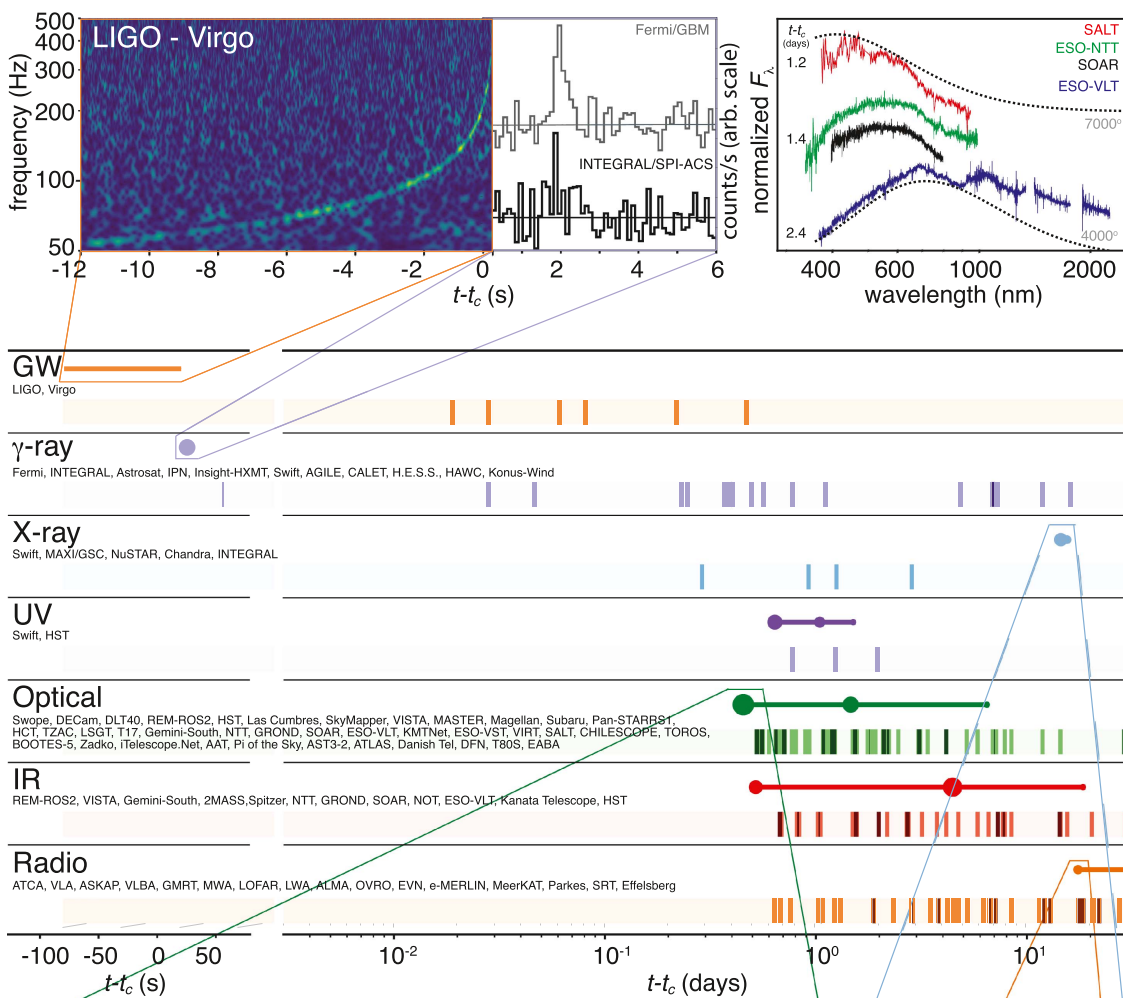 500
400
300
200
100
50
frequency (Hz)
LIGO - Virgo
Fermi/GBM
INTEGRAL/SPI-ACS
counts/s (arb. scale)
-12 -10 -8 -6 -4 -2 0 2 4 6
t-tc (s)
normalized Fλ
t-tc
(days)
1.2
1.4
2.4
SALT
ESO-NTT
SOAR
ESO-VLT
7000°
4000°
400 600 1000 2000
wavelength (nm)
GW
LIGO, Virgo
γ-ray
Fermi, INTEGRAL, Astrosat, IPN, Insight-HXMT, Swift, AGILE, CALET, H.E.S.S., HAWC, Konus-Wind
X-ray
Swift, MAXI/GSC, NuSTAR, Chandra, INTEGRAL
UV
Swift, HST
Optical
Swope, DECam, DLT40, REM-ROS2, HST, Las Cumbres, SkyMapper, VISTA, MASTER, Magellan, Subaru, Pan-STARRS1,
HCT, TZAC, LSGT, T17, Gemini-South, NTT, GROND, SOAR, ESO-VLT, KMTNet, ESO-VST, VIRT, SALT, CHILESCOPE, TOROS,
BOOTES-5, Zadko, iTelescope.Net, AAT, Pi of the Sky, AST3-2, ATLAS, Danish Tel, DFN, T80S, EABA
IR
REM-ROS2, VISTA, Gemini-South, 2MASS,Spitzer, NTT, GROND, SOAR, NOT, ESO-VLT, Kanata Telescope, HST
Radio
ATCA, VLA, ASKAP, VLBA, GMRT, MWA, LOFAR, LWA, ALMA, OVRO, EVN, e-MERLIN, MeerKAT, Parkes, SRT, Effelsberg
-100 -50 0 50 10⁻² 10⁻¹ 10⁰ 10¹
t-tc (s) t-tc (days)